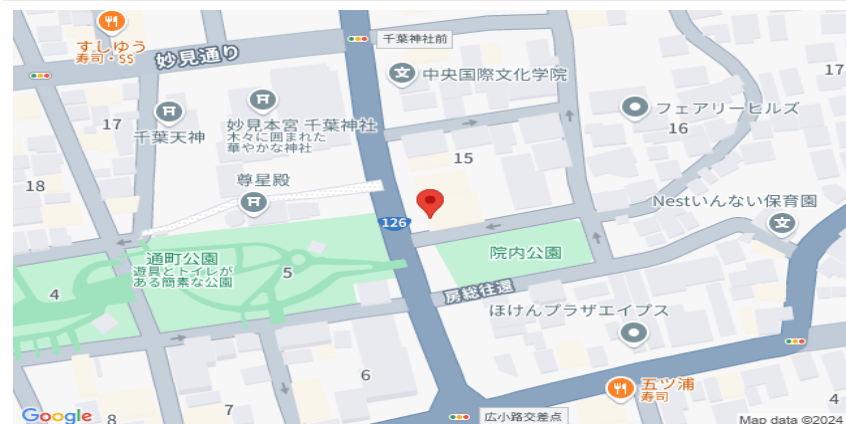 すしゆう
寿司・$$
妙見通り
千葉神社前
中央国際文化学院
17
フェアリーヒルズ
16
17
千葉天神
妙見本宮 千葉神社
木々に囲まれた
華やかな神社
15
18
尊星殿
Nestいんない保育園
126
通町公園
遊具とトイレが
ある簡素な公園
5
4
院内公園
房総往還
ほけんプラザエイプス
6
五ツ浦
寿司
7
8
4
Google
広小路交差点
Map data ©2024